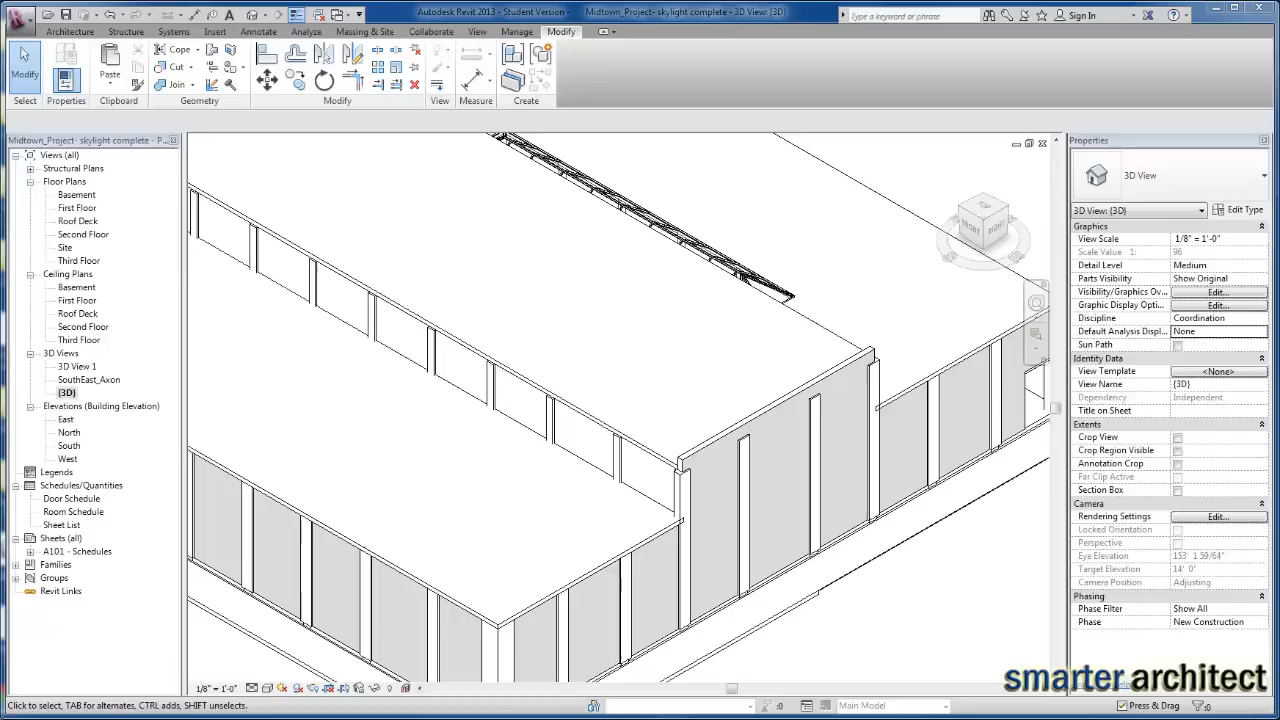 Autodesk Revit 2013 - Student Version - Midtown_Project- skylight complete - 3D View: {3D}
Type a keyword or phrase
Sign In
Architecture Structure Systems Insert Annotate Analyze Massing & Site Collaborate View Manage Modify
Modify
Paste
Cope
Cut
Join
Select Properties Clipboard Geometry Modify View Measure Create
Midtown_Project- skylight complete - P...
Views (all)
Structural Plans
Floor Plans
Basement
First Floor
Roof Deck
Second Floor
Site
Third Floor
Ceiling Plans
Basement
First Floor
Roof Deck
Second Floor
Third Floor
3D Views
3D View 1
SouthEast_Axon
{3D}
Elevations (Building Elevation)
East
North
South
West
Legends
Schedules/Quantities
Door Schedule
Room Schedule
Sheet List
Sheets (all)
A101 - Schedules
Families
Groups
Revit Links
FRONT
RIGHT
Properties
3D View
3D View: {3D}
Edit Type
Graphics
View Scale 1/8" = 1'-0"
Scale Value 1: 96
Detail Level Medium
Parts Visibility Show Original
Visibility/Graphics Ov... Edit...
Graphic Display Opti... Edit...
Discipline Coordination
Default Analysis Displ... None
Sun Path
Identity Data
View Template <None>
View Name {3D}
Dependency Independent
Title on Sheet
Extents
Crop View
Crop Region Visible
Annotation Crop
Far Clip Active
Section Box
Camera
Rendering Settings Edit...
Locked Orientation
Perspective
Eye Elevation 153' 1 59/64"
Target Elevation 14' 0"
Camera Position Adjusting
Phasing
Phase Filter Show All
Phase New Construction
smarter architect
1/8" = 1'-0"
Click to select, TAB for alternates, CTRL adds, SHIFT unselects.
:0
Main Model
Press & Drag
:0